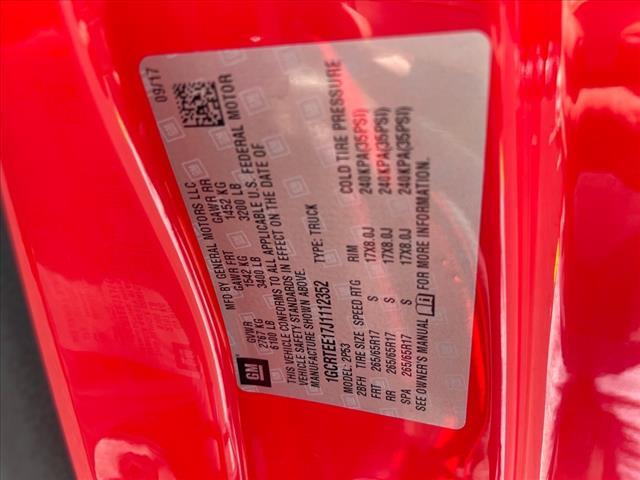 09/17
MFD BY GENERAL MOTORS LLC
GVWR GAWR FRT GAWR RR
2767 KG 1542 KG 1452 KG
6100 LB 3400 LB 3200 LB
THIS VEHICLE CONFORMS TO ALL APPLICABLE U.S. FEDERAL MOTOR
VEHICLE SAFETY STANDARDS IN EFFECT ON THE DATE OF
MANUFACTURE SHOWN ABOVE.
1GCRTEE17J1112352 TYPE: TRUCK
MODEL: 2P53
2BFH TIRE SIZE SPEED RTG RIM COLD TIRE PRESSURE
FRT 265/65R17 S 17X8.0J 240KPA(35PSI)
RR 265/65R17 S 17X8.0J 240KPA(35PSI)
SPA 265/65R17 S 17X8.0J 240KPA(35PSI)
SEE OWNER'S MANUAL FOR MORE INFORMATION.
GM